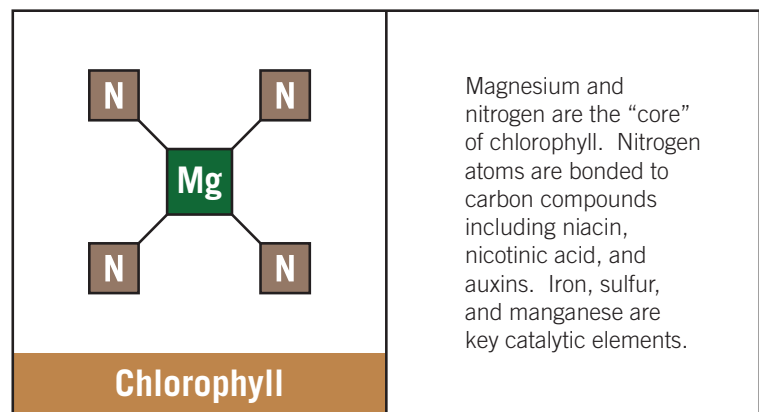 N N
Mg
N N
Chlorophyll
Magnesium and
nitrogen are the “core”
of chlorophyll.  Nitrogen
atoms are bonded to
carbon compounds
including niacin,
nicotinic acid, and
auxins.  Iron, sulfur,
and manganese are
key catalytic elements.